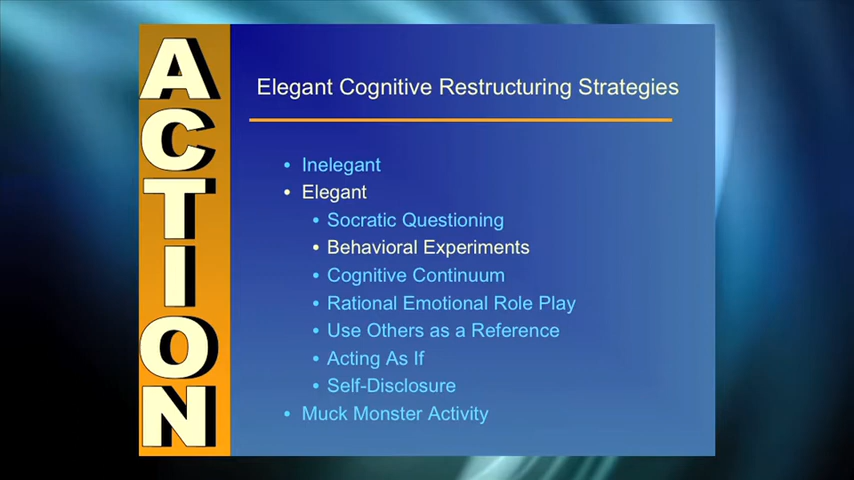 ACTION
Elegant Cognitive Restructuring Strategies
• Inelegant
• Elegant
• Socratic Questioning
• Behavioral Experiments
• Cognitive Continuum
• Rational Emotional Role Play
• Use Others as a Reference
• Acting As If
• Self-Disclosure
• Muck Monster Activity